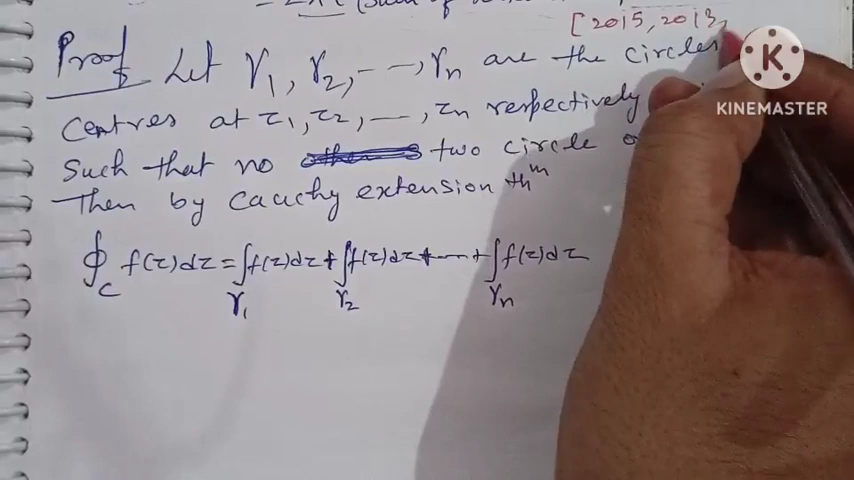 [2015, 2013,
Proof Let γ1, γ2, ---, γn are the circles
Centres at z1, z2, ---, zn respectively
Such that no two circle
Then by Cauchy extension thm
∮C f(z)dz = ∫γ1 f(z)dz + ∫γ2 f(z)dz + --- + ∫γn f(z)dz
KINEMASTER